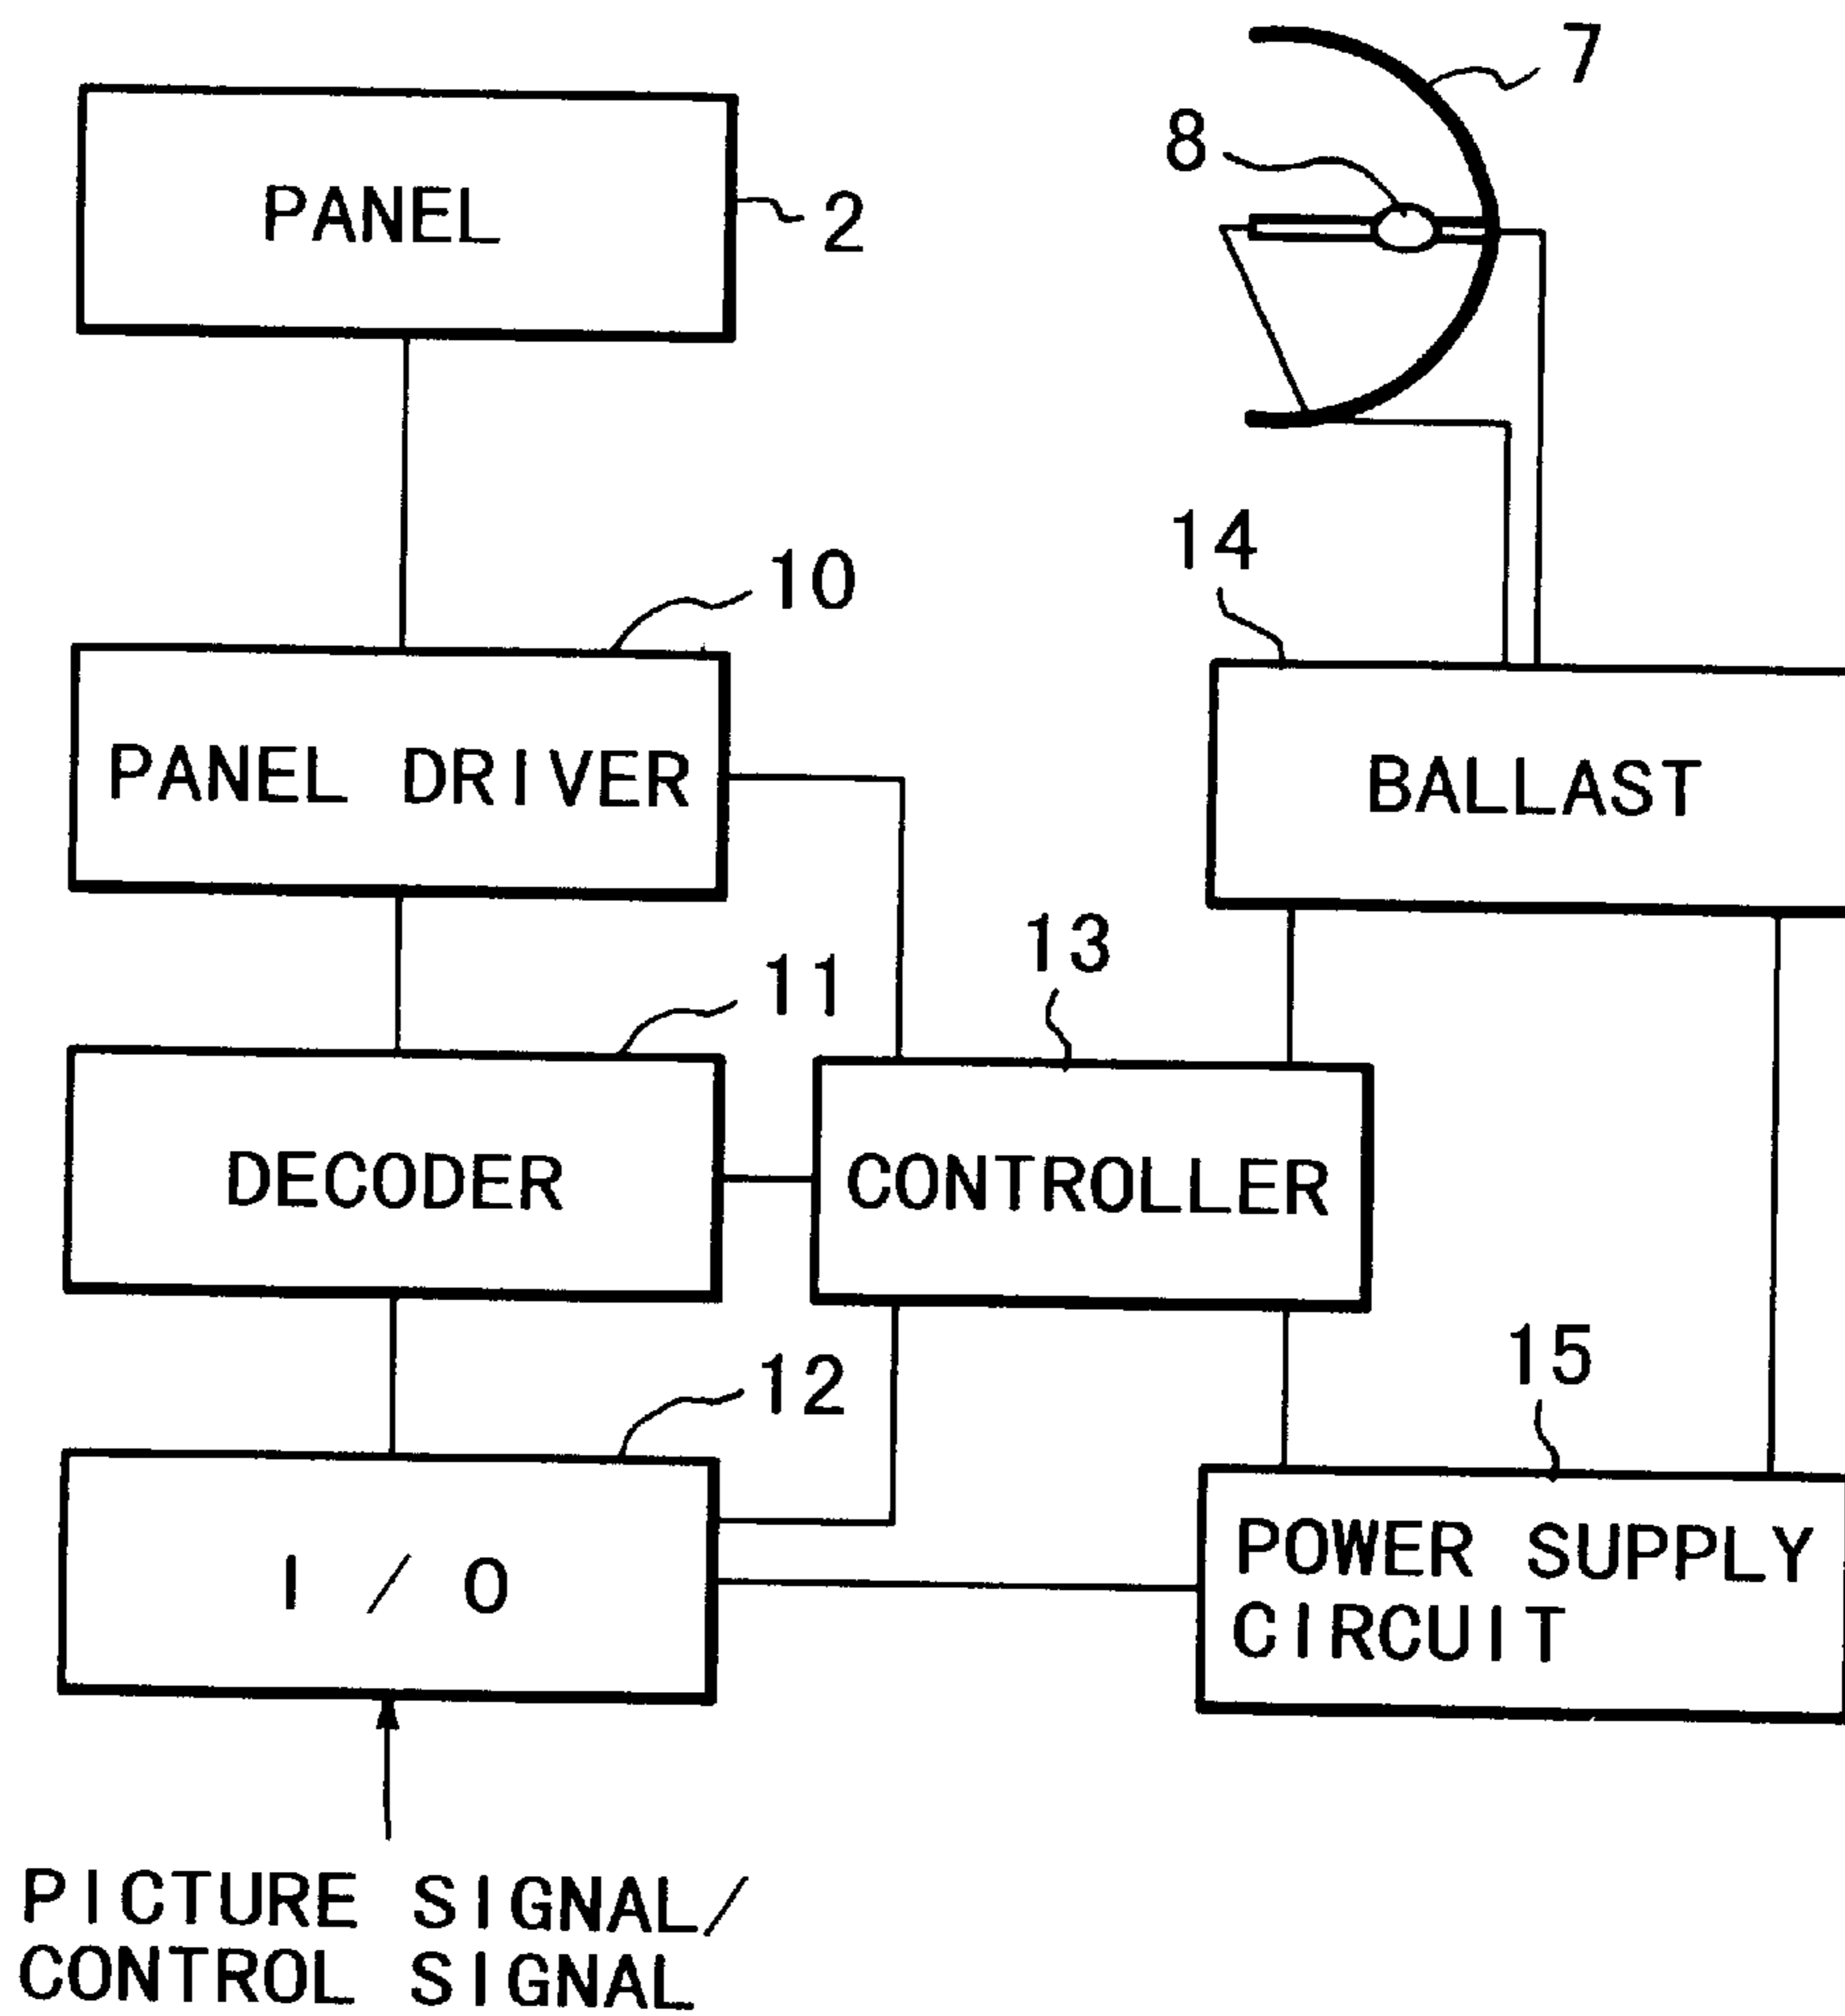 7
8
PANEL
2
14
10
PANEL DRIVER
BALLAST
13
11
DECODER
CONTROLLER
15
12
I / O
POWER SUPPLY
CIRCUIT
PICTURE SIGNAL/
CONTROL SIGNAL